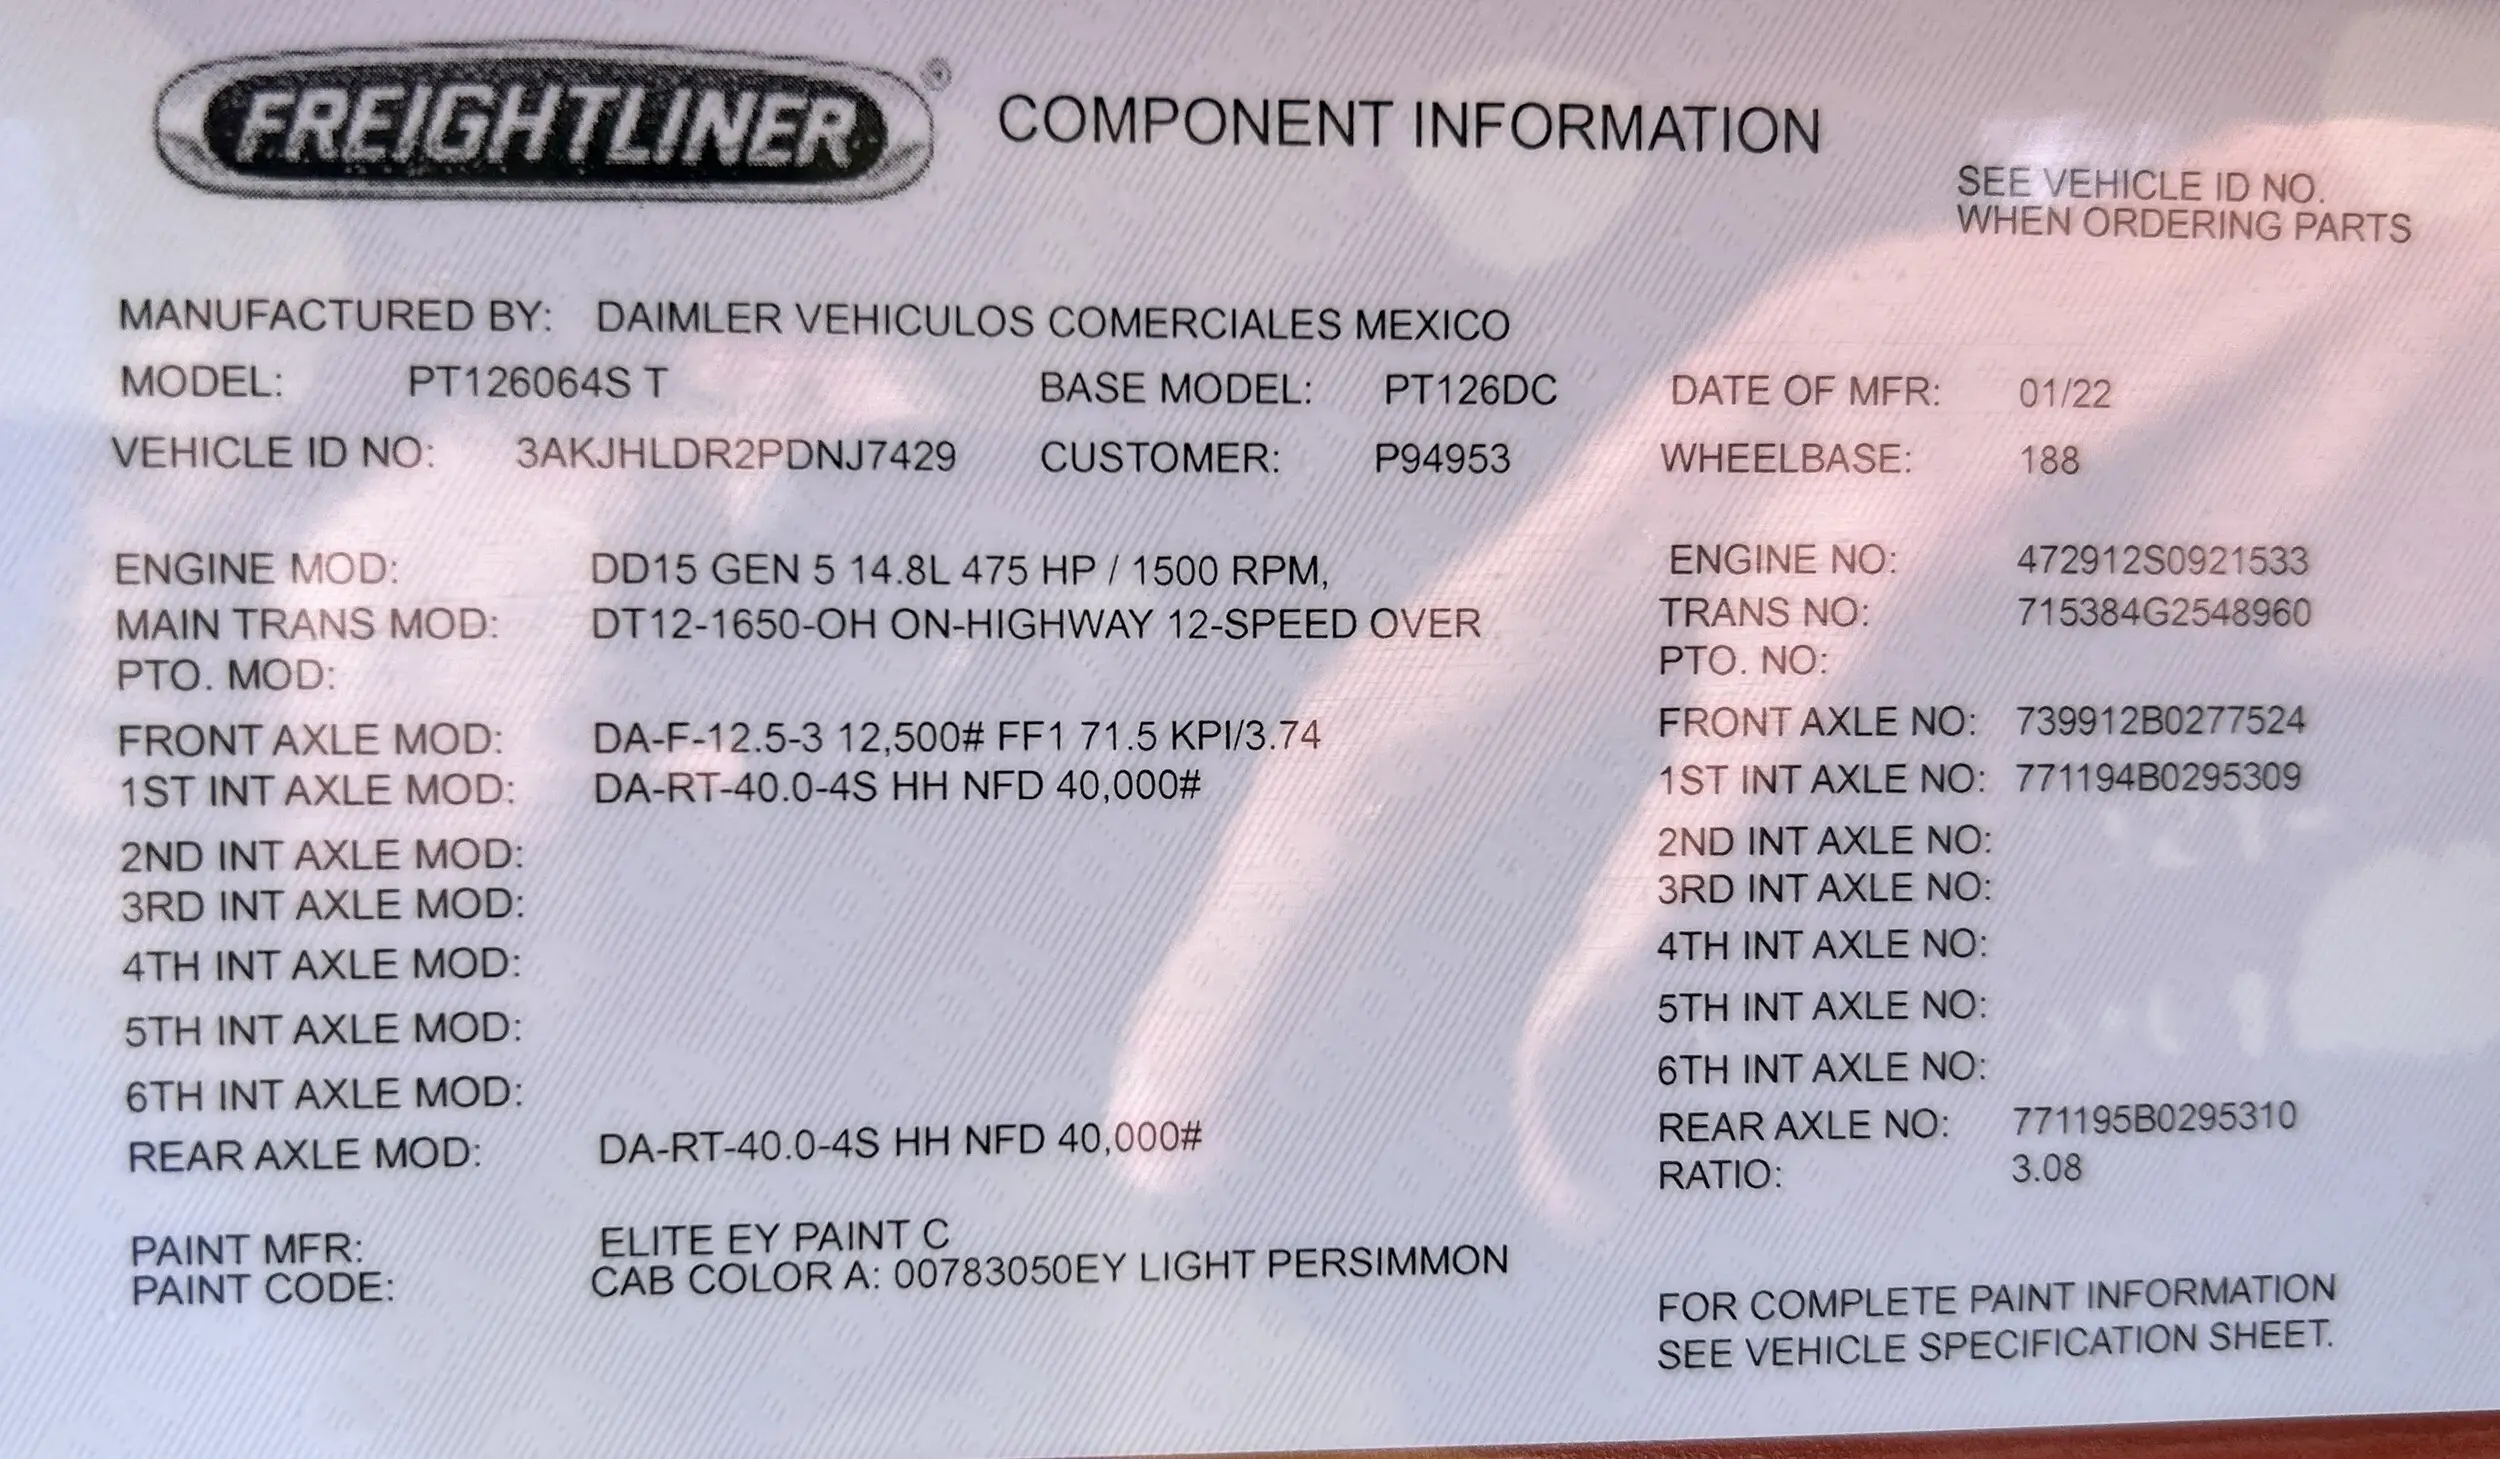 FREIGHTLINER® COMPONENT INFORMATION
SEE VEHICLE ID NO.
WHEN ORDERING PARTS
MANUFACTURED BY: DAIMLER VEHICULOS COMERCIALES MEXICO
MODEL: PT126064S T BASE MODEL: PT126DC DATE OF MFR: 01/22
VEHICLE ID NO: 3AKJHLDR2PDNJ7429 CUSTOMER: P94953 WHEELBASE: 188
ENGINE MOD: DD15 GEN 5 14.8L 475 HP / 1500 RPM, ENGINE NO: 472912S0921533
MAIN TRANS MOD: DT12-1650-OH ON-HIGHWAY 12-SPEED OVER TRANS NO: 715384G2548960
PTO. MOD: PTO. NO:
FRONT AXLE MOD: DA-F-12.5-3 12,500# FF1 71.5 KPI/3.74 FRONT AXLE NO: 739912B0277524
1ST INT AXLE MOD: DA-RT-40.0-4S HH NFD 40,000# 1ST INT AXLE NO: 771194B0295309
2ND INT AXLE MOD: 2ND INT AXLE NO:
3RD INT AXLE MOD: 3RD INT AXLE NO:
4TH INT AXLE MOD: 4TH INT AXLE NO:
5TH INT AXLE MOD: 5TH INT AXLE NO:
6TH INT AXLE MOD: 6TH INT AXLE NO:
REAR AXLE MOD: DA-RT-40.0-4S HH NFD 40,000# REAR AXLE NO: 771195B0295310
RATIO: 3.08
PAINT MFR: ELITE EY PAINT C
PAINT CODE: CAB COLOR A: 00783050EY LIGHT PERSIMMON
FOR COMPLETE PAINT INFORMATION
SEE VEHICLE SPECIFICATION SHEET.